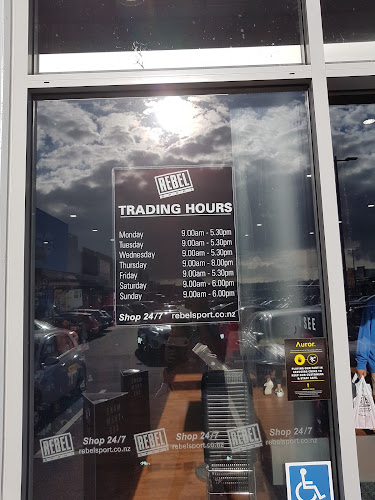 REBEL
SPORT
TRADING HOURS
Monday 9.00am - 5.30pm
Tuesday 9.00am - 5.30pm
Wednesday 9.00am - 5.30pm
Thursday 9.00am - 8.00pm
Friday 9.00am - 5.30pm
Saturday 9.00am - 6.00pm
Sunday 9.00am - 6.00pm
Shop 24/7 rebelsport.co.nz
SEE
Auror.
REBEL
Shop 24/7
rebelsport.co.nz
REBEL
Shop 24/7
rebelsport.co.nz
REBEL
Shop 24/7
rebelsport.co.nz